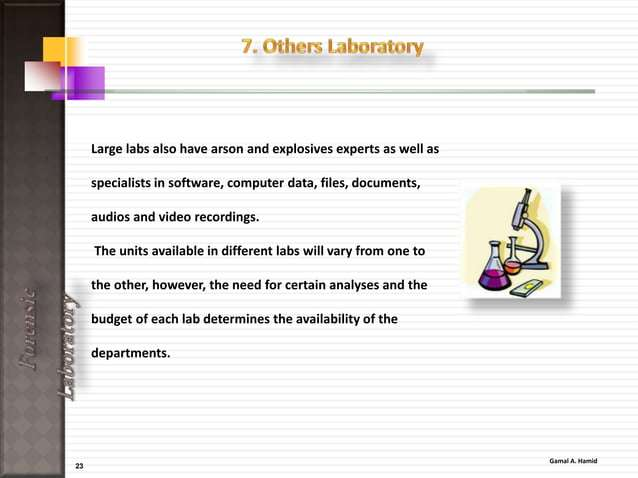 7. Others Laboratory
Large labs also have arson and explosives experts as well as
specialists in software, computer data, files, documents,
audios and video recordings.
The units available in different labs will vary from one to
the other, however, the need for certain analyses and the
budget of each lab determines the availability of the
departments.
Forensic
Laboratory
23
Gamal A. Hamid